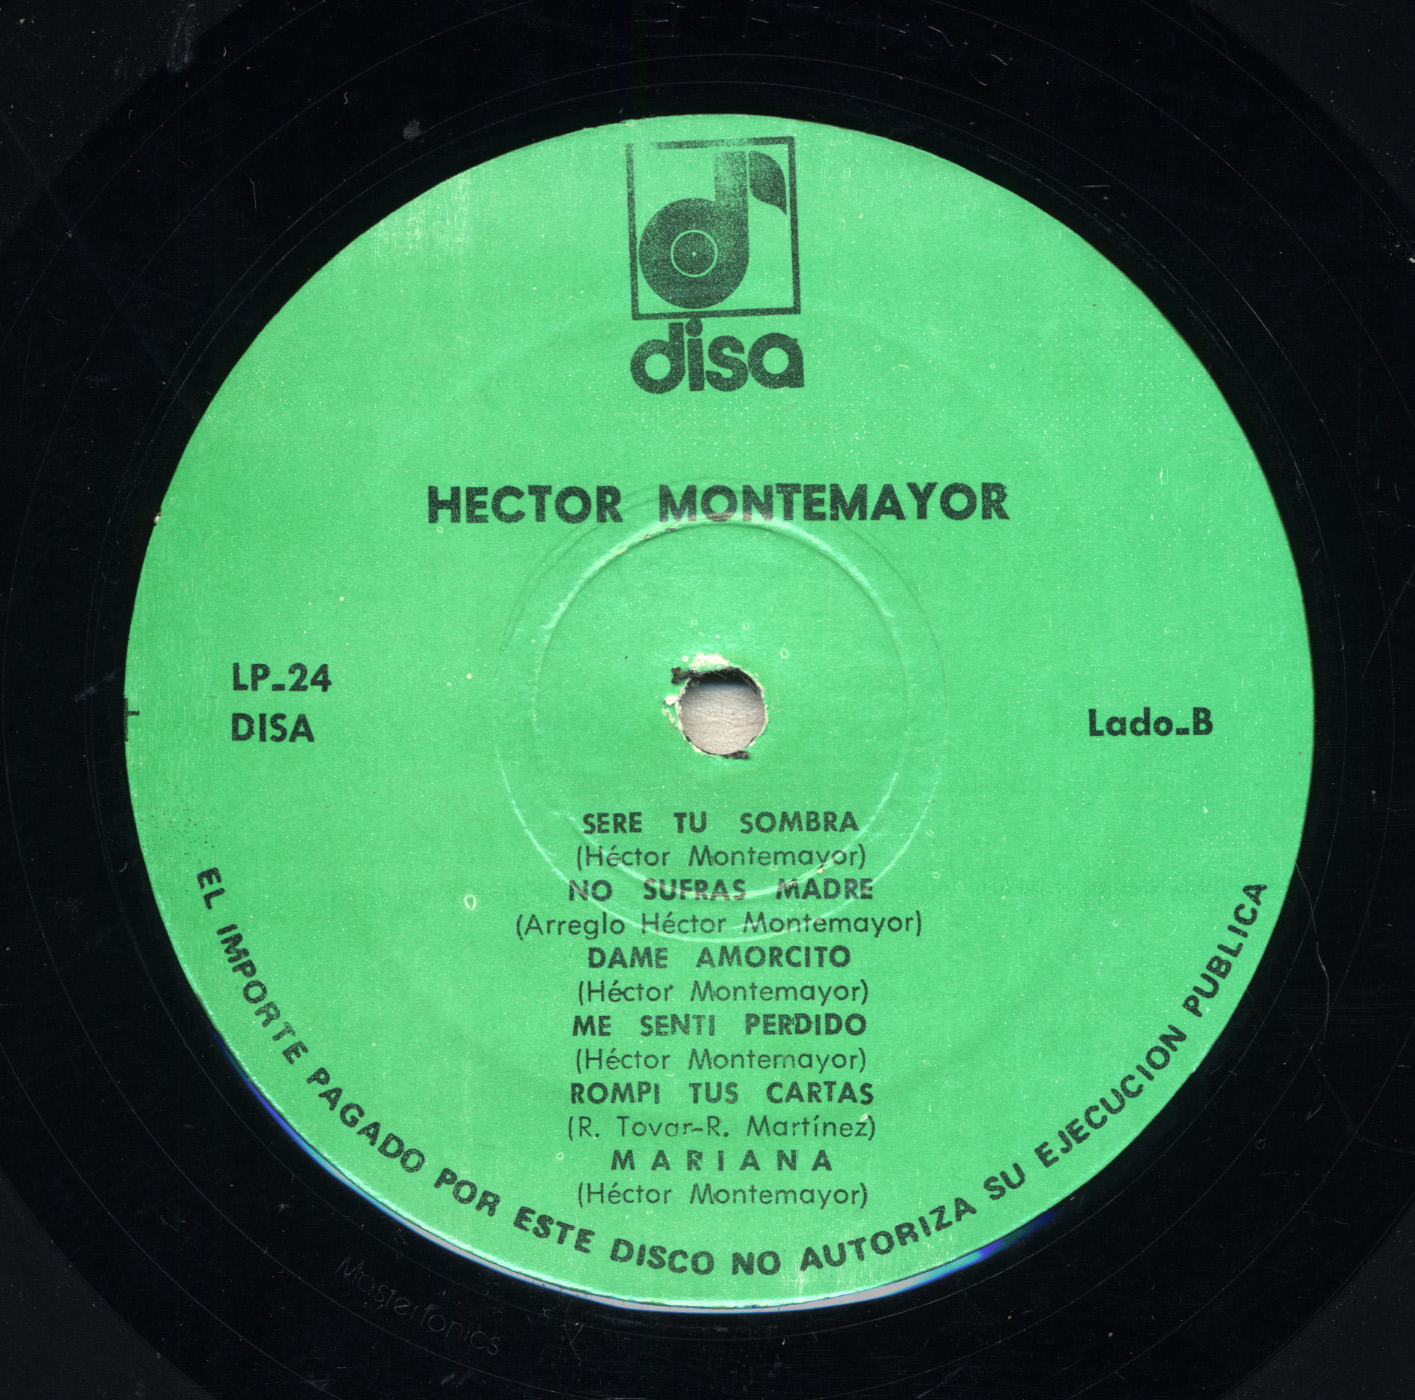 disa
HECTOR MONTEMAYOR
LP-24
DISA
Lado-B
SERE TU SOMBRA
(Héctor Montemayor)
NO SUFRAS MADRE
(Arreglo Héctor Montemayor)
DAME AMORCITO
(Héctor Montemayor)
ME SENTI PERDIDO
(Héctor Montemayor)
ROMPI TUS CARTAS
(R. Tovar-R. Martínez)
MARIANA
(Héctor Montemayor)
EL IMPORTE PAGADO POR ESTE DISCO NO AUTORIZA SU EJECUCION PUBLICA
Masterfonics